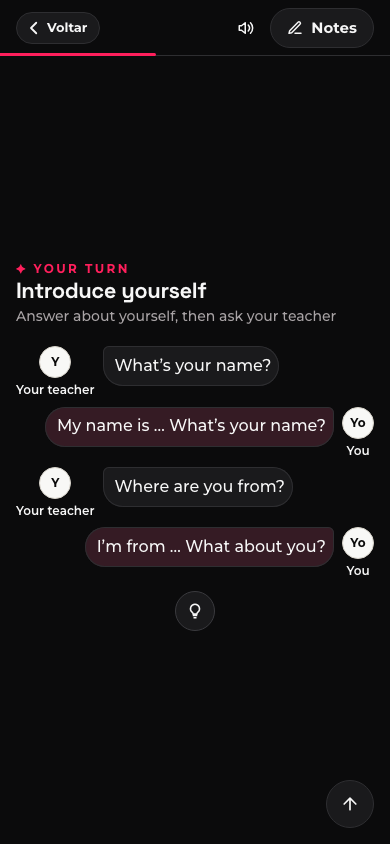 Voltar
Notes
YOUR TURN
Introduce yourself
Answer about yourself, then ask your teacher
Y
What's your name?
Your teacher
My name is ... What's your name?
Yo
You
Y
Where are you from?
Your teacher
I'm from ... What about you?
Yo
You